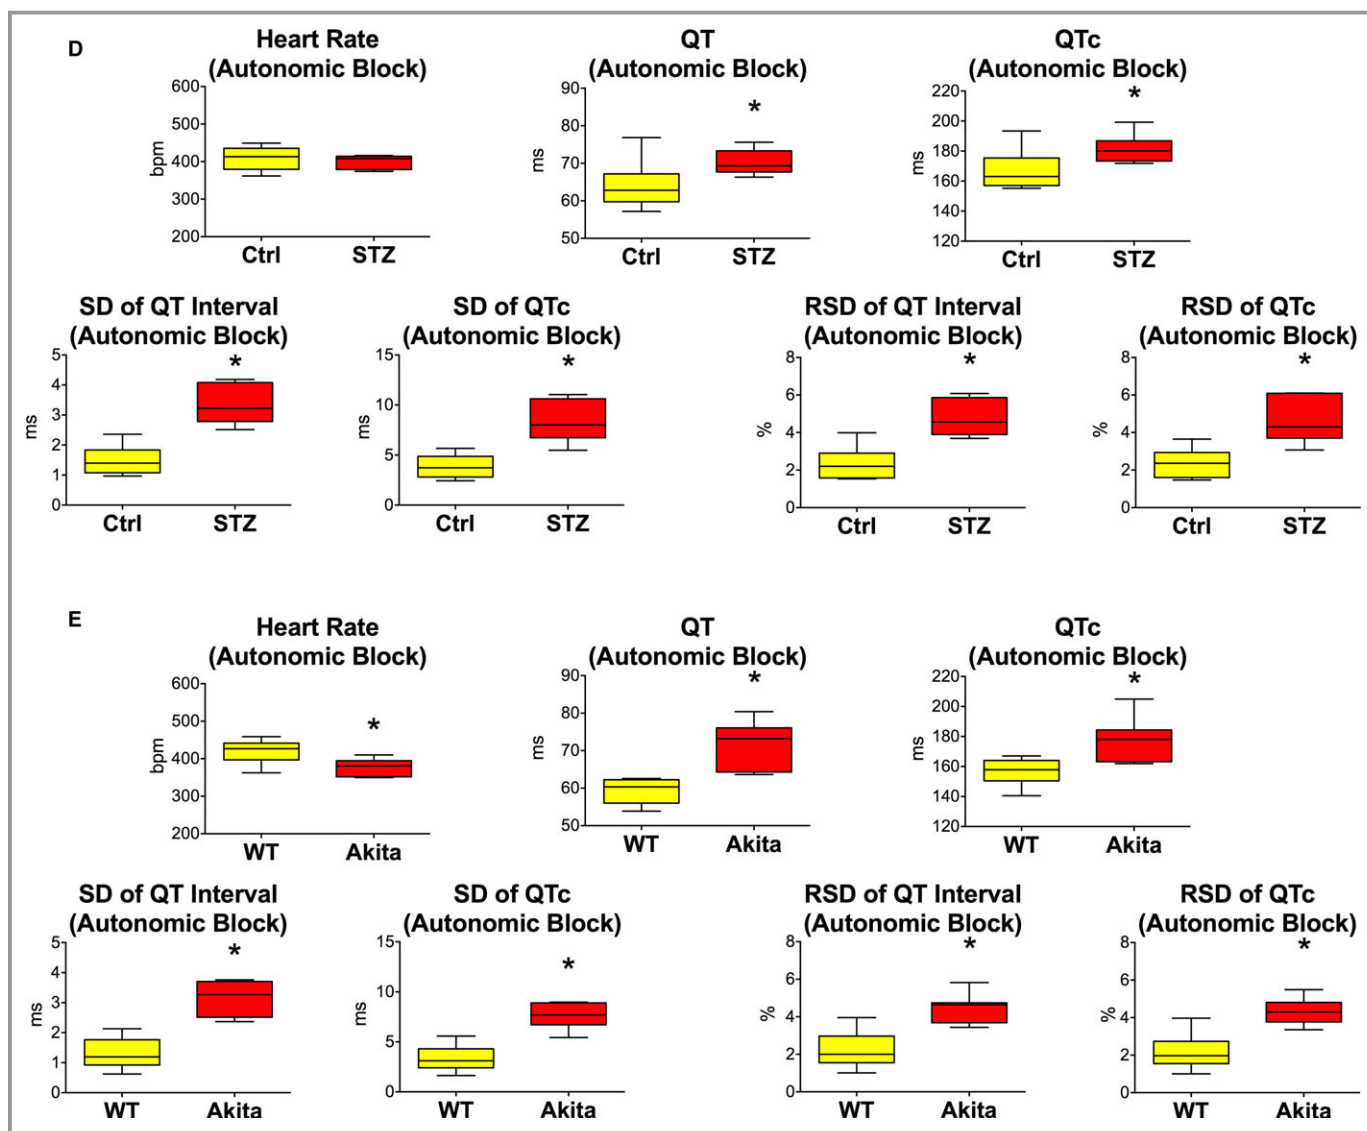 D
Heart Rate
(Autonomic Block)
600
500
400
300
200
bpm
Ctrl STZ
QT
(Autonomic Block)
90
80
70
60
50
ms
*
Ctrl STZ
QTc
(Autonomic Block)
220
200
180
160
140
120
ms
*
Ctrl STZ
SD of QT Interval
(Autonomic Block)
5
4
3
2
1
0
ms
*
Ctrl STZ
SD of QTc
(Autonomic Block)
15
10
5
0
ms
*
Ctrl STZ
RSD of QT Interval
(Autonomic Block)
8
6
4
2
0
%
*
Ctrl STZ
RSD of QTc
(Autonomic Block)
8
6
4
2
0
%
*
Ctrl STZ
E
Heart Rate
(Autonomic Block)
600
500
400
300
200
bpm
*
WT Akita
QT
(Autonomic Block)
90
80
70
60
50
ms
*
WT Akita
QTc
(Autonomic Block)
220
200
180
160
140
120
ms
*
WT Akita
SD of QT Interval
(Autonomic Block)
5
4
3
2
1
0
ms
*
WT Akita
SD of QTc
(Autonomic Block)
15
10
5
0
ms
*
WT Akita
RSD of QT Interval
(Autonomic Block)
8
6
4
2
0
%
*
WT Akita
RSD of QTc
(Autonomic Block)
8
6
4
2
0
%
*
WT Akita